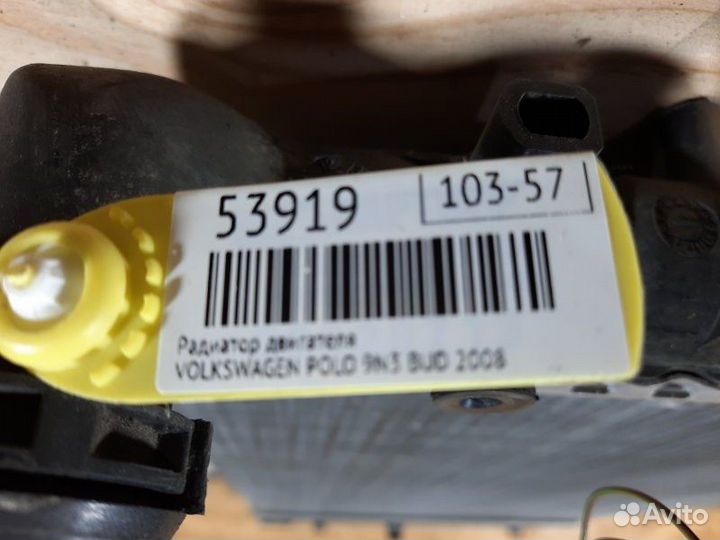 53919
103-57
Радиатор двигателя
VOLKSWAGEN POLO 9N3 BUD 2008
Avito